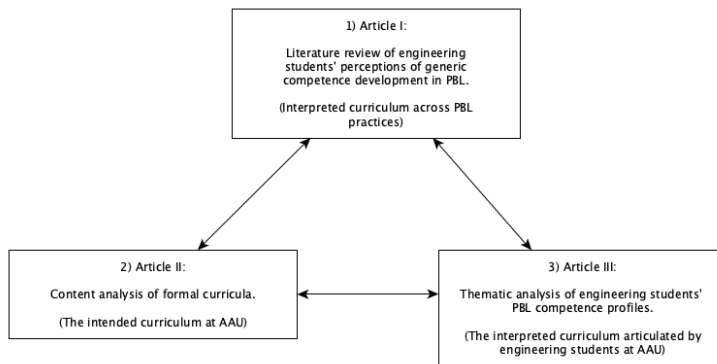 1) Article I:
Literature review of engineering
students' perceptions of generic
competence development in PBL.
(Interpreted curriculum across PBL
practices)
2) Article II:
Content analysis of formal curricula.
(The intended curriculum at AAU)
3) Article III:
Thematic analysis of engineering students'
PBL competence profiles.
(The interpreted curriculum articulated by
engineering students at AAU)